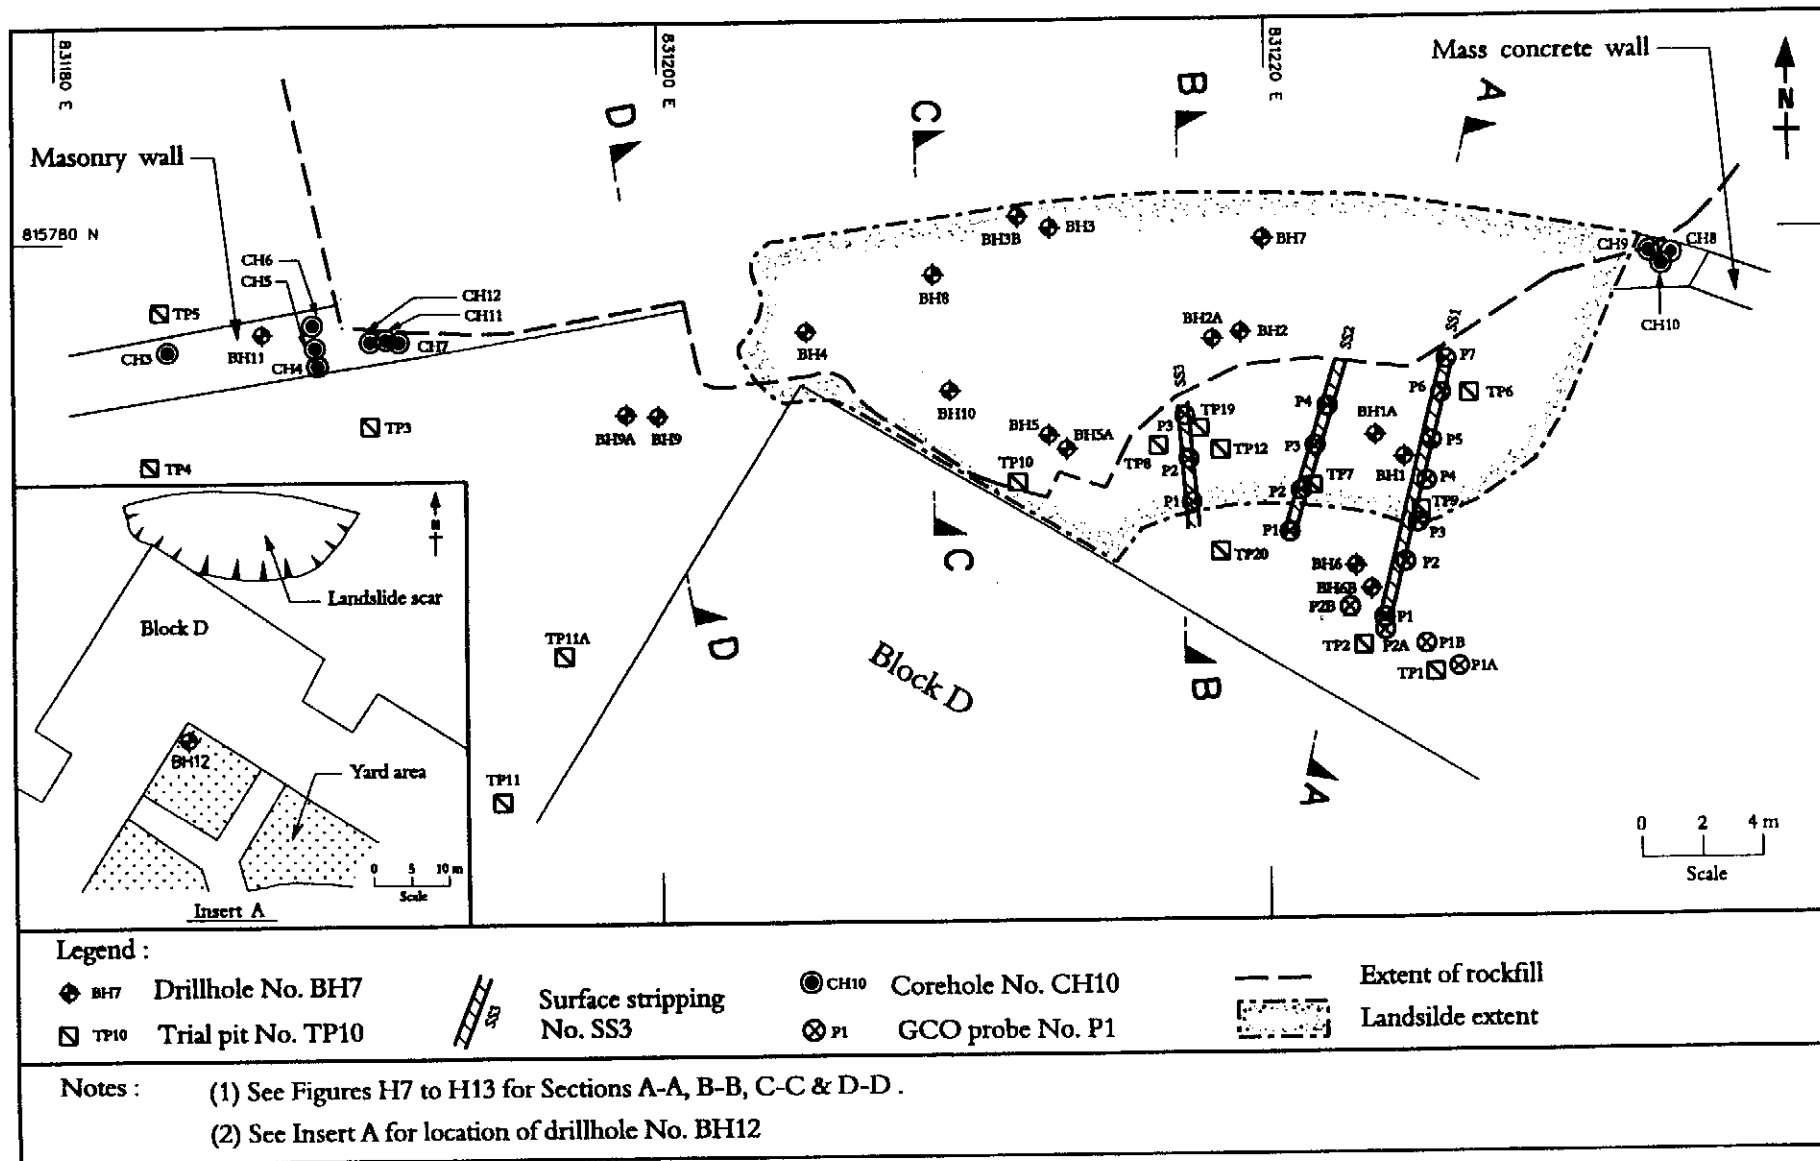 831180 E
831200 E
831220 E
Mass concrete wall
N
D
C
B
A
Masonry wall
815780 N
BH3B
BH3
BH7
CH9
CH8
CH6
CH5
CH12
CH11
BH8
TP5
CH10
CH3
BH11
CH4
CH7
BH4
BH2A
BH2
SS2
SS1
P7
SS3
P6
TP6
BH10
P4
TP19
BH1A
TP3
BH9A
BH9
BH5
BH5A
P3
TP8
TP12
P3
P5
TP4
TP10
P2
BH1
P4
P2
TP7
P1
TP9
P3
P1
TP20
BH6
P2
BH6B
P2B
P1
TP2
P2A
P1B
TP1
P1A
C
D
B
A
TP11A
TP11
Block D
N
Landslide scar
Block D
BH12
Yard area
0 5 10 m
Scale
Insert A
0 2 4 m
Scale
Legend :
BH7 Drillhole No. BH7
TP10 Trial pit No. TP10
SS3 Surface stripping
No. SS3
CH10 Corehole No. CH10
P1 GCO probe No. P1
Extent of rockfill
Landsilde extent
Notes : (1) See Figures H7 to H13 for Sections A-A, B-B, C-C & D-D .
(2) See Insert A for location of drillhole No. BH12